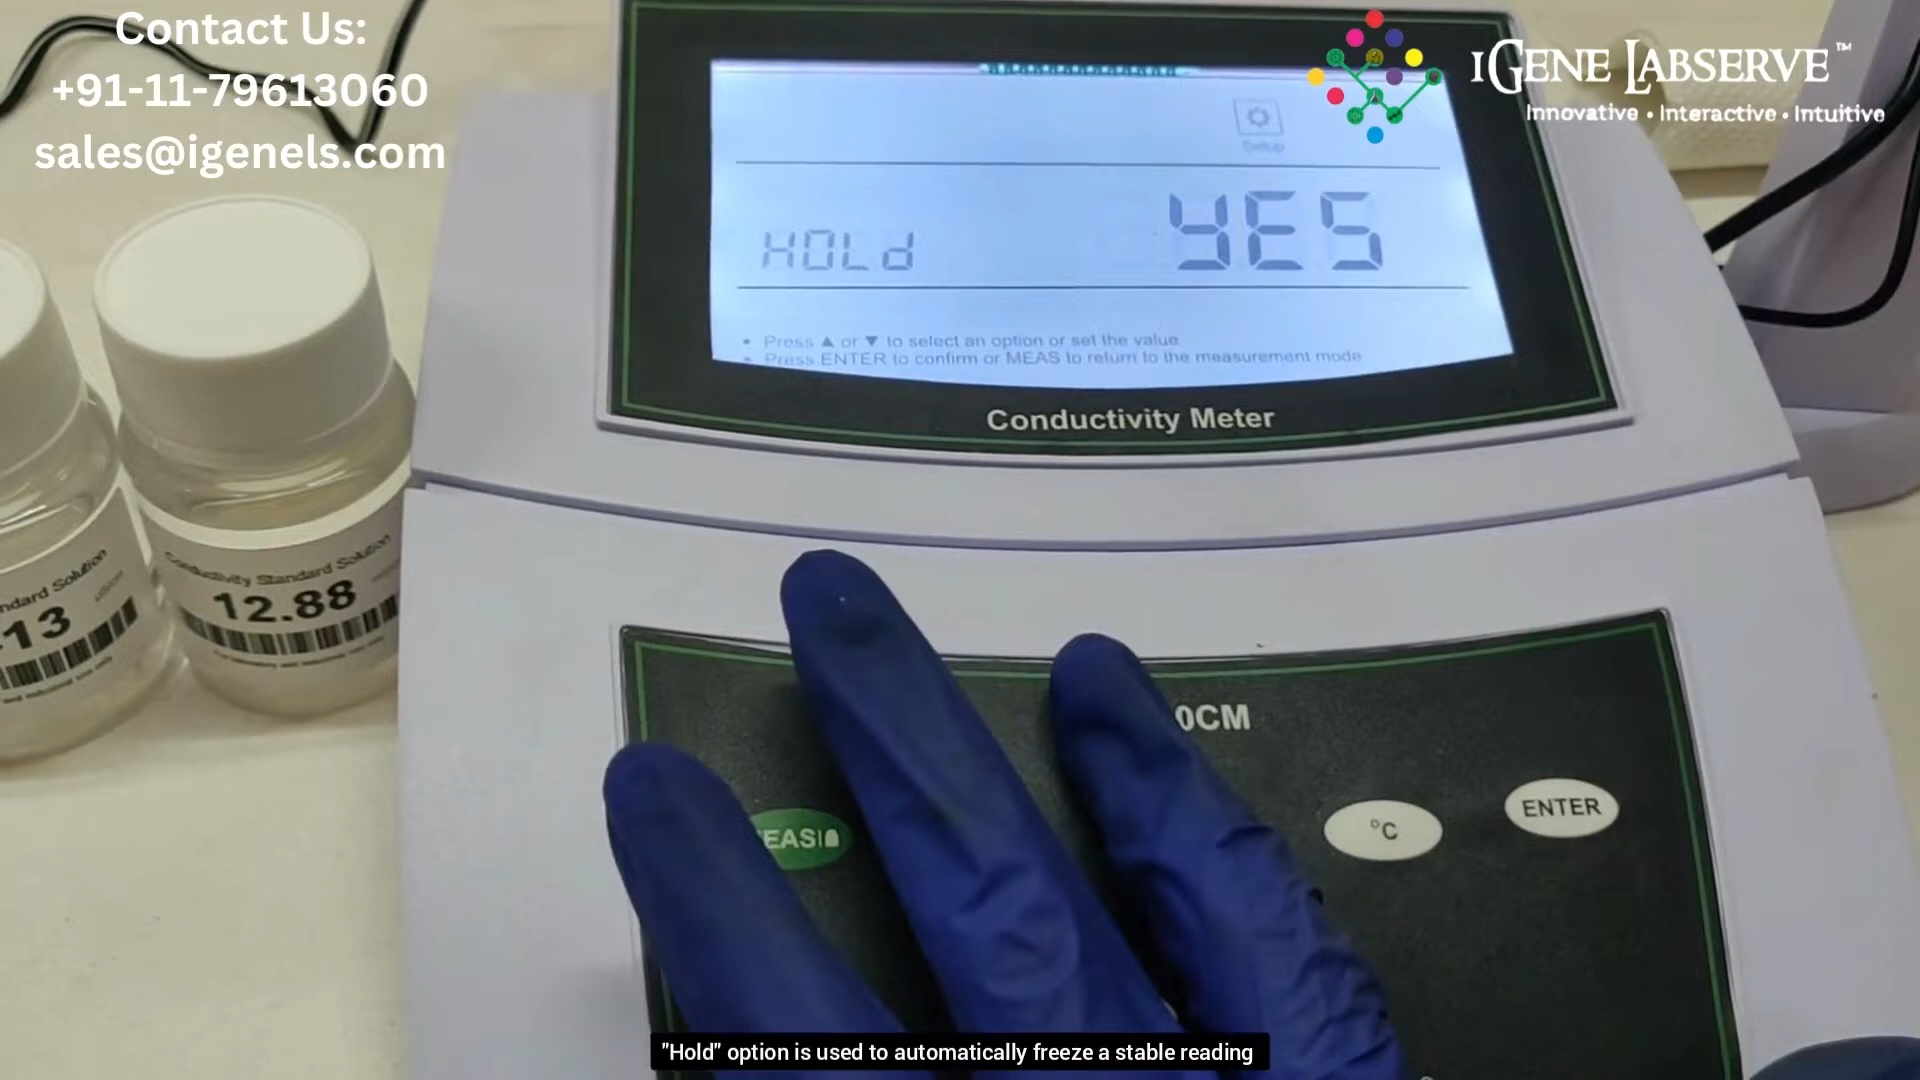 Contact Us:
+91-11-79613060
sales@igenels.com
iGENE LABSERVE™
Innovative • Interactive • Intuitive
Setup
HOLd
YES
• Press ▲ or ▼ to select an option or set the value
• Press ENTER to confirm or MEAS to return to the measurement mode
Conductivity Meter
ndard Solution
13
Conductivity Standard Solution
12.88
0CM
EAS
°C
ENTER
"Hold" option is used to automatically freeze a stable reading